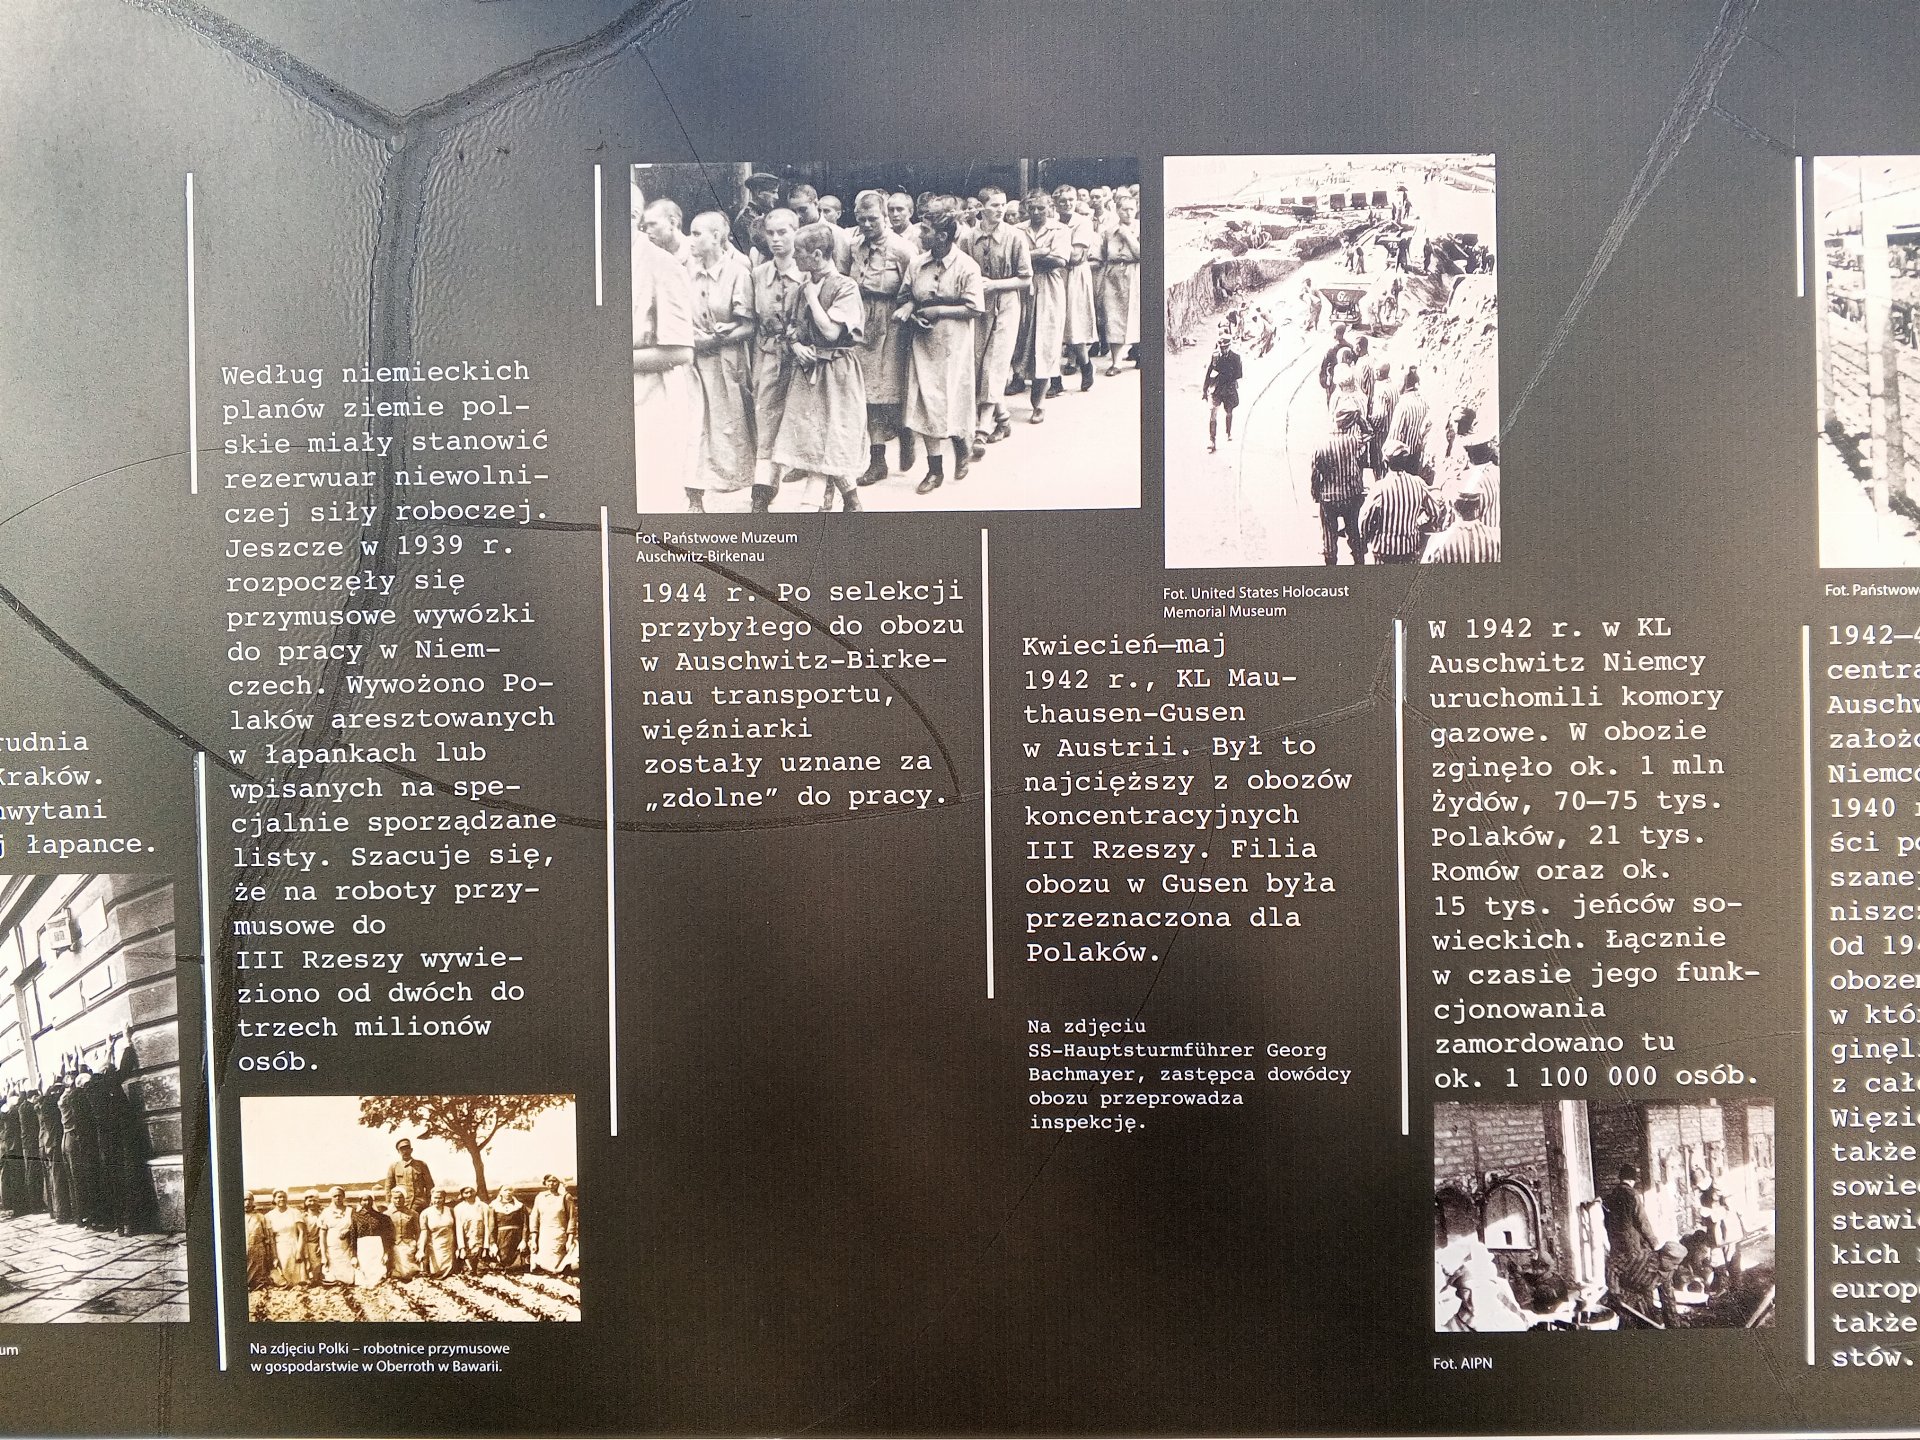 rudnia
Kraków.
hwytani
j łapance.
um
Według niemieckich
planów ziemie pol-
skie miały stanowić
rezerwuar niewolni-
czej siły roboczej.
Jeszcze w 1939 r.
rozpoczęły się
przymusowe wywózki
do pracy w Niem-
czech. Wywożono Po-
laków aresztowanych
w łapankach lub
wpisanych na spe-
cjalnie sporządzane
listy. Szacuje się,
że na roboty przy-
musowe do
III Rzeszy wywie-
ziono od dwóch do
trzech milionów
osób.
Na zdjęciu Polki – robotnice przymusowe
w gospodarstwie w Oberroth w Bawarii.
Fot. Państwowe Muzeum
Auschwitz-Birkenau
1944 r. Po selekcji
przybyłego do obozu
w Auschwitz-Birke-
nau transportu,
więźniarki
zostały uznane za
„zdolne” do pracy.
Fot. United States Holocaust
Memorial Museum
Kwiecień–maj
1942 r., KL Mau-
thausen-Gusen
w Austrii. Był to
najcięższy z obozów
koncentracyjnych
III Rzeszy. Filia
obozu w Gusen była
przeznaczona dla
Polaków.
Na zdjęciu
SS-Hauptsturmführer Georg
Bachmayer, zastępca dowódcy
obozu przeprowadza
inspekcję.
W 1942 r. w KL
Auschwitz Niemcy
uruchomili komory
gazowe. W obozie
zginęło ok. 1 mln
Żydów, 70–75 tys.
Polaków, 21 tys.
Romów oraz ok.
15 tys. jeńców so-
wieckich. Łącznie
w czasie jego funk-
cjonowania
zamordowano tu
ok. 1 100 000 osób.
Fot. AIPN
Fot. Państwow
1942–4
centra
Auschw
założo
Niemcó
1940 r
ści po
szane
niszc
Od 194
obozem
w któr
ginęli
z cał
Więzi
także
sowie
stawi
kich
europ
także
stów.